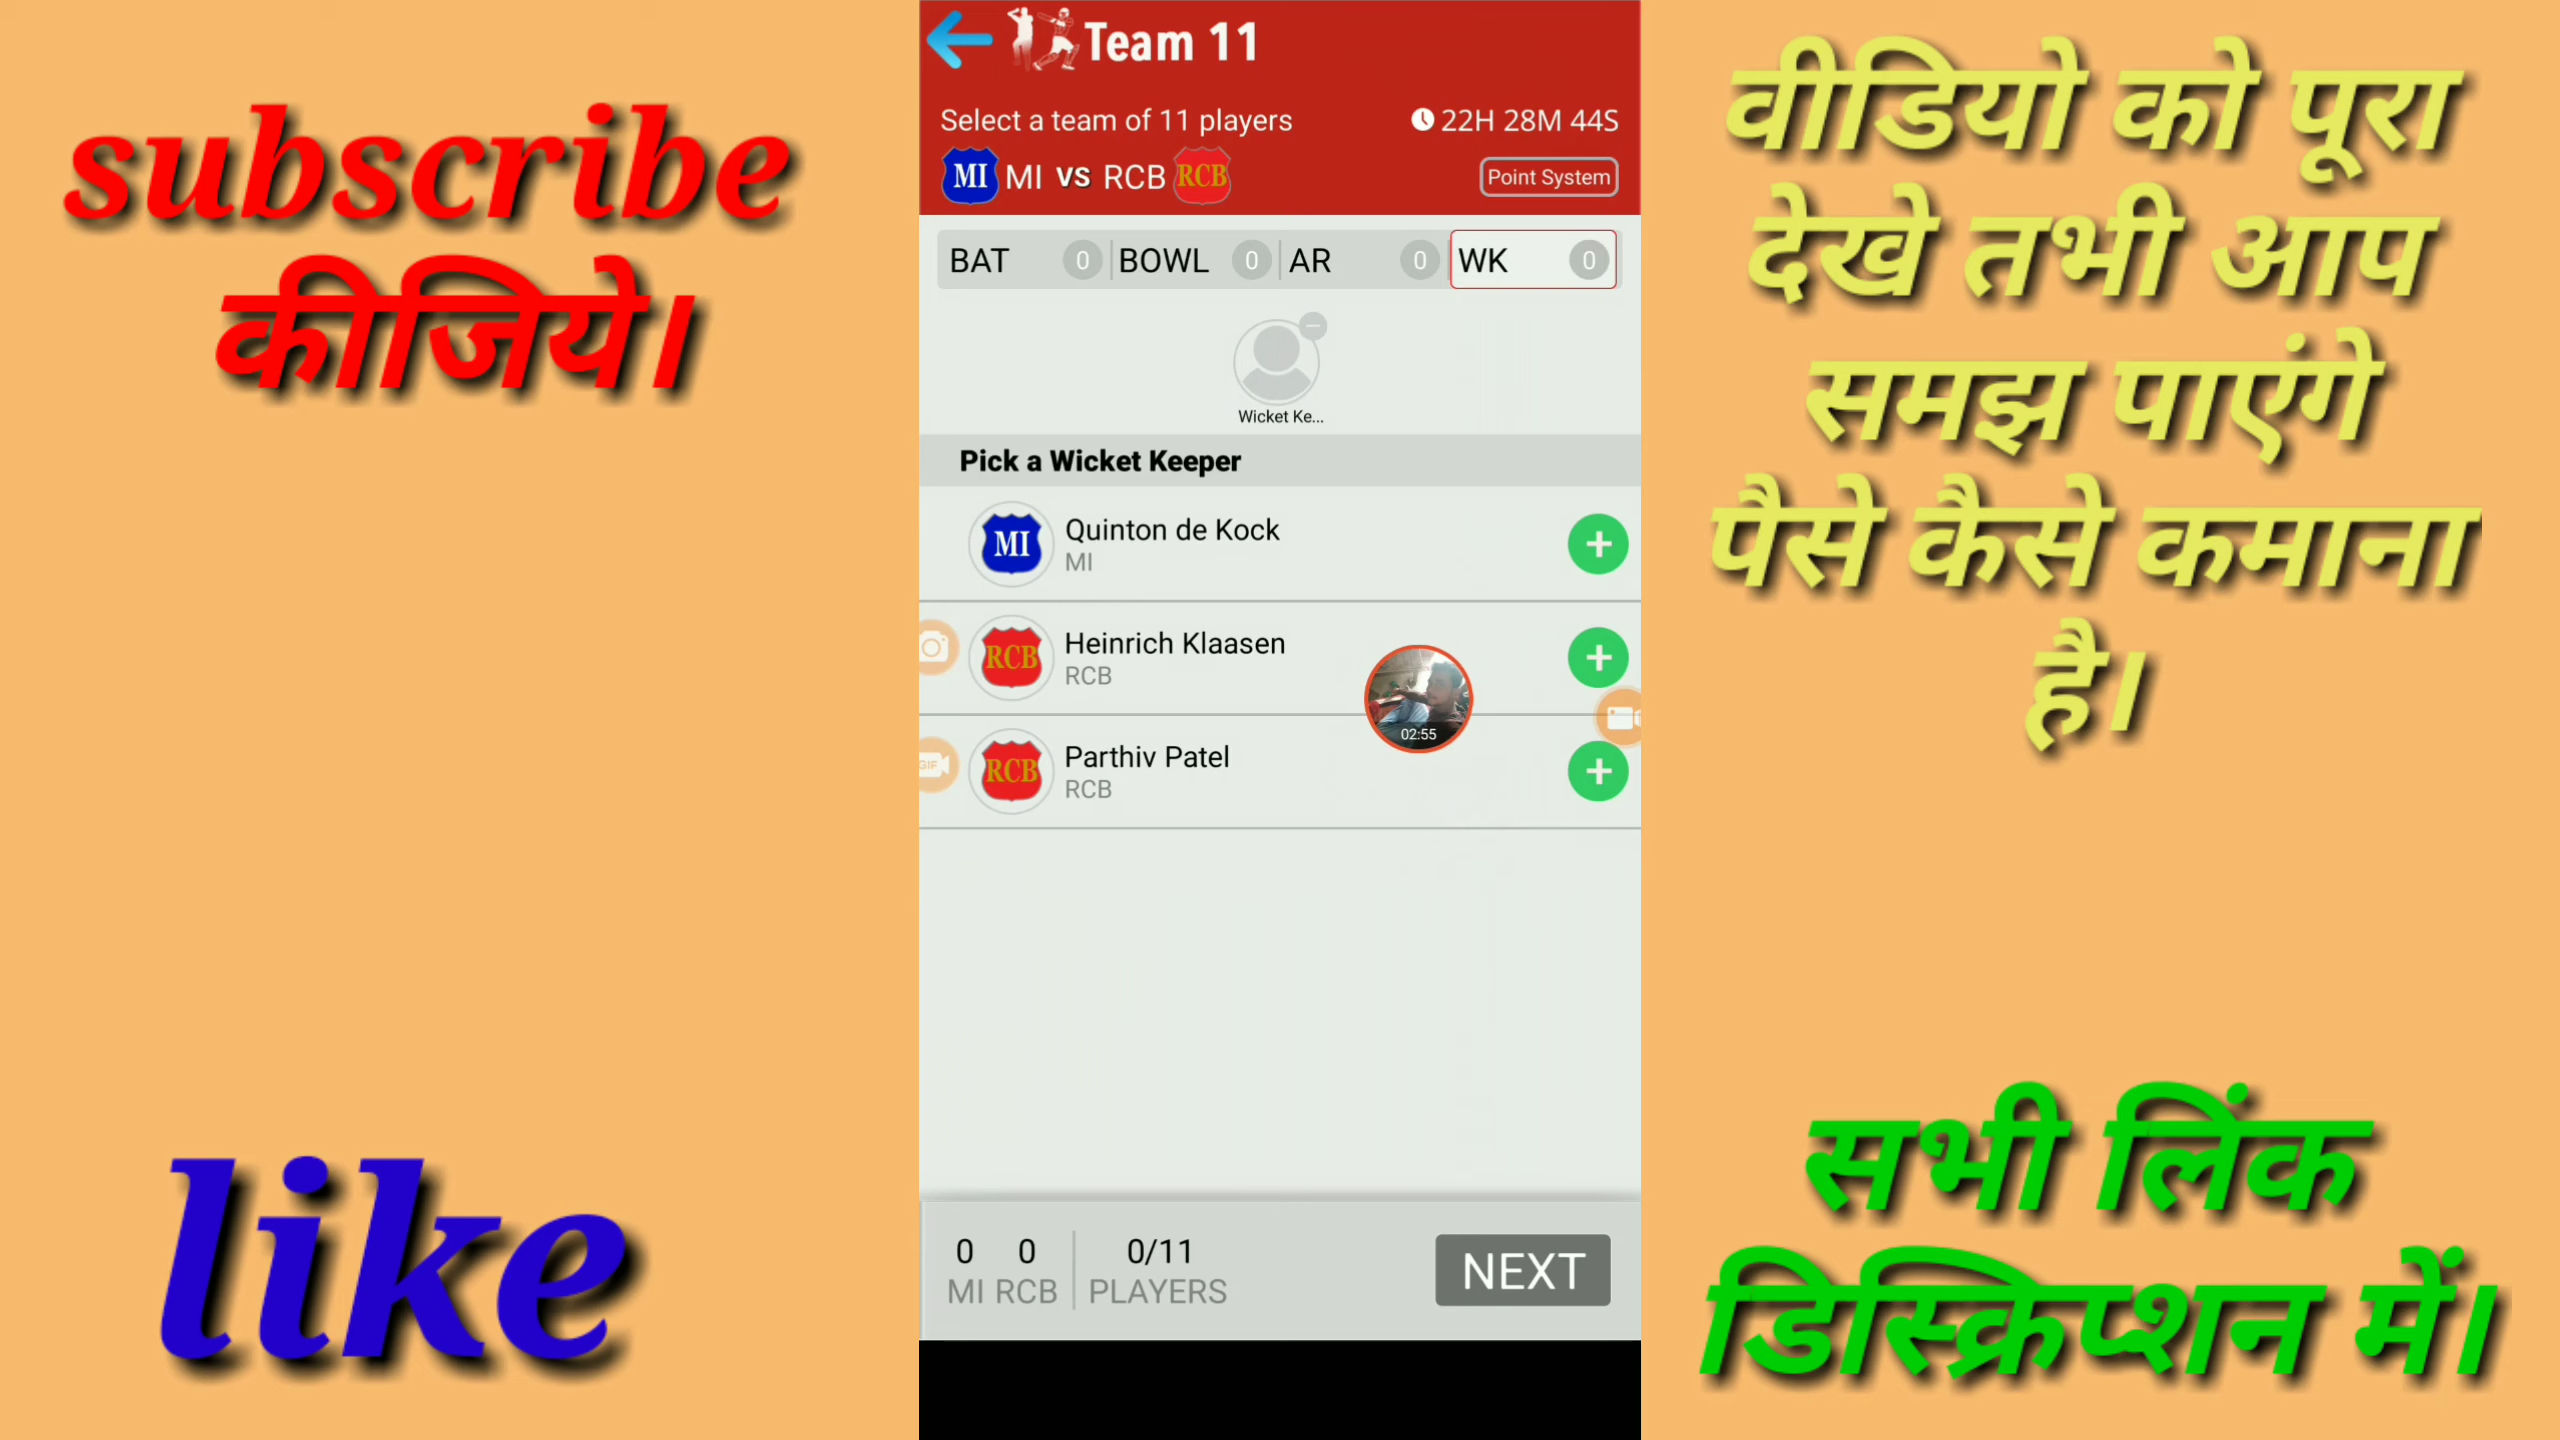 subscribe
कीजिये।
like
Team 11
Select a team of 11 players
22H 28M 44S
MI MI VS RCB RCB
Point System
BAT 0 BOWL 0 AR 0 WK 0
Wicket Ke...
Pick a Wicket Keeper
MI Quinton de Kock
MI
RCB Heinrich Klaasen
RCB
02:55
RCB Parthiv Patel
RCB
GIF
0 0 0/11
MI RCB PLAYERS
NEXT
वीडियो को पूरा
देखे तभी आप
समझ पाएंगे
पैसे कैसे कमाना
है।
सभी लिंक
डिस्क्रिप्शन में।